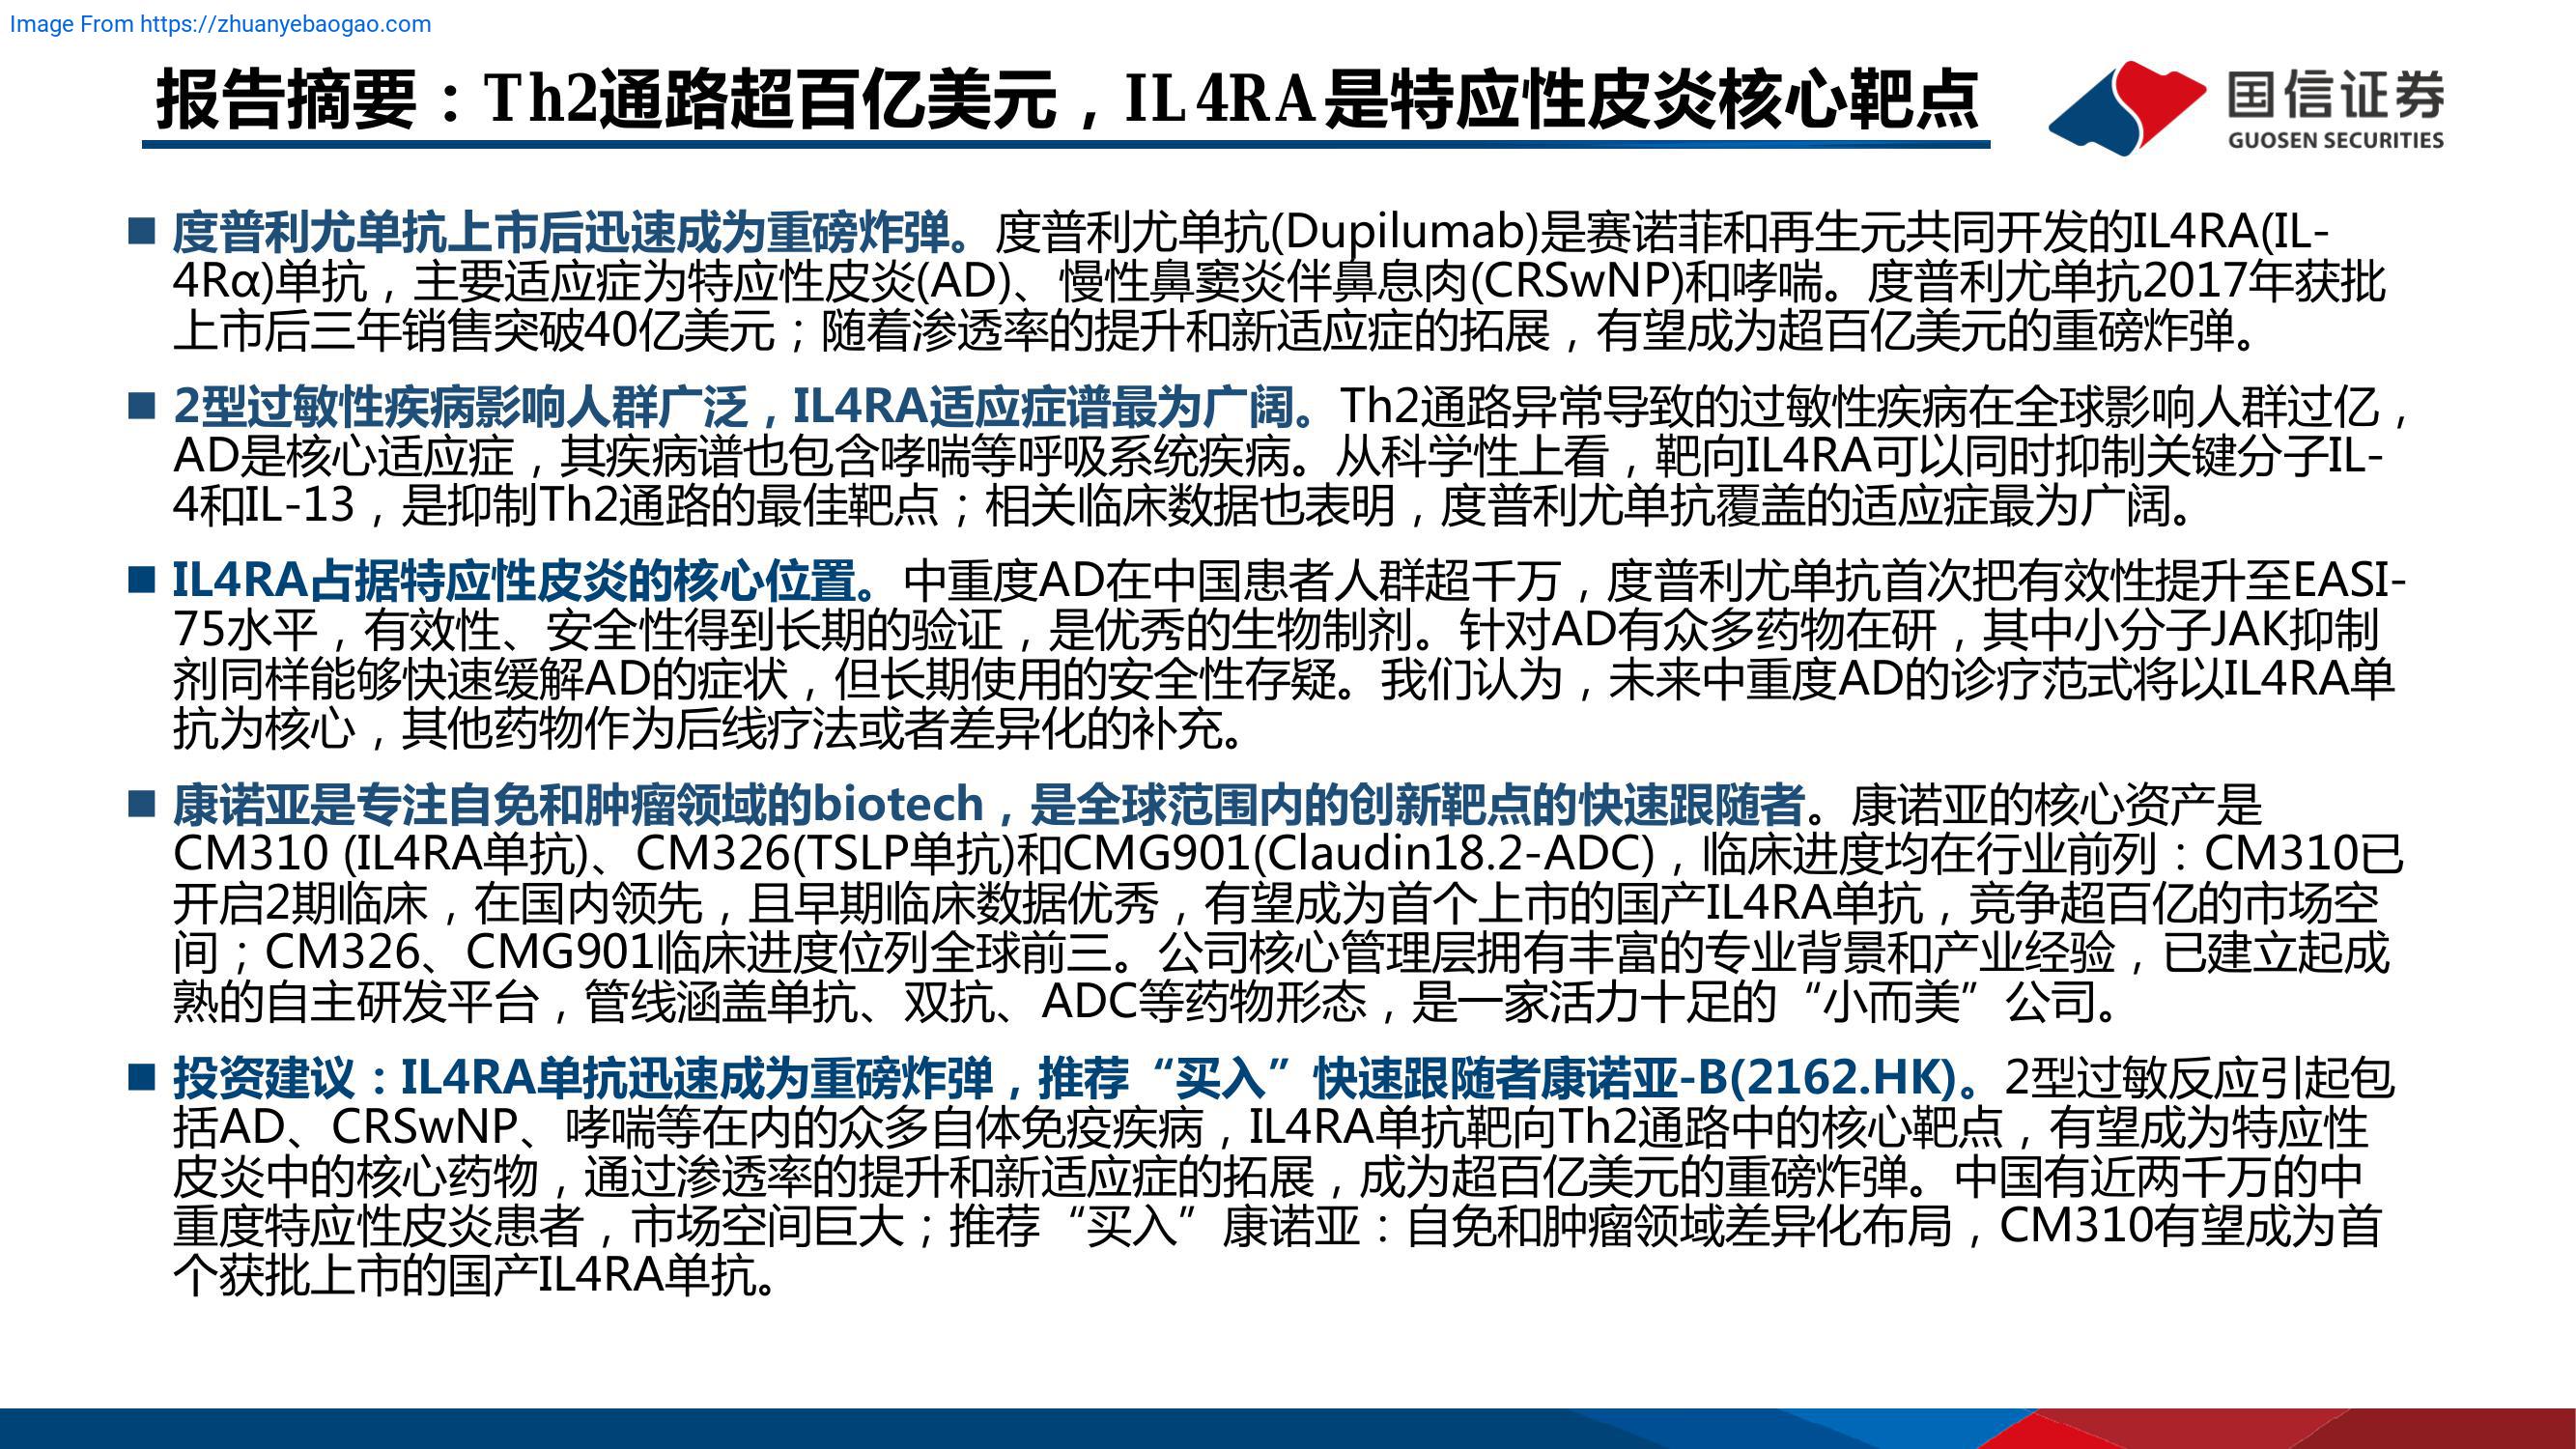 Image From https://zhuanyebaogao.com
报告摘要：Th2通路超百亿美元，IL4RA是特应性皮炎核心靶点
国信证券
GUOSEN SECURITIES
■ 度普利尤单抗上市后迅速成为重磅炸弹。度普利尤单抗(Dupilumab)是赛诺菲和再生元共同开发的IL4RA(IL-
4Rα)单抗，主要适应症为特应性皮炎(AD)、慢性鼻窦炎伴鼻息肉(CRSwNP)和哮喘。度普利尤单抗2017年获批
上市后三年销售突破40亿美元；随着渗透率的提升和新适应症的拓展，有望成为超百亿美元的重磅炸弹。
■ 2型过敏性疾病影响人群广泛，IL4RA适应症谱最为广阔。Th2通路异常导致的过敏性疾病在全球影响人群过亿，
AD是核心适应症，其疾病谱也包含哮喘等呼吸系统疾病。从科学性上看，靶向IL4RA可以同时抑制关键分子IL-
4和IL-13，是抑制Th2通路的最佳靶点；相关临床数据也表明，度普利尤单抗覆盖的适应症最为广阔。
■ IL4RA占据特应性皮炎的核心位置。中重度AD在中国患者人群超千万，度普利尤单抗首次把有效性提升至EASI-
75水平，有效性、安全性得到长期的验证，是优秀的生物制剂。针对AD有众多药物在研，其中小分子JAK抑制
剂同样能够快速缓解AD的症状，但长期使用的安全性存疑。我们认为，未来中重度AD的诊疗范式将以IL4RA单
抗为核心，其他药物作为后线疗法或者差异化的补充。
■ 康诺亚是专注自免和肿瘤领域的biotech，是全球范围内的创新靶点的快速跟随者。康诺亚的核心资产是
CM310 (IL4RA单抗)、CM326(TSLP单抗)和CMG901(Claudin18.2-ADC)，临床进度均在行业前列：CM310已
开启2期临床，在国内领先，且早期临床数据优秀，有望成为首个上市的国产IL4RA单抗，竞争超百亿的市场空
间；CM326、CMG901临床进度位列全球前三。公司核心管理层拥有丰富的专业背景和产业经验，已建立起成
熟的自主研发平台，管线涵盖单抗、双抗、ADC等药物形态，是一家活力十足的“小而美”公司。
■ 投资建议：IL4RA单抗迅速成为重磅炸弹，推荐“买入”快速跟随者康诺亚-B(2162.HK)。2型过敏反应引起包
括AD、CRSwNP、哮喘等在内的众多自体免疫疾病，IL4RA单抗靶向Th2通路中的核心靶点，有望成为特应性
皮炎中的核心药物，通过渗透率的提升和新适应症的拓展，成为超百亿美元的重磅炸弹。中国有近两千万的中
重度特应性皮炎患者，市场空间巨大；推荐“买入”康诺亚：自免和肿瘤领域差异化布局，CM310有望成为首
个获批上市的国产IL4RA单抗。